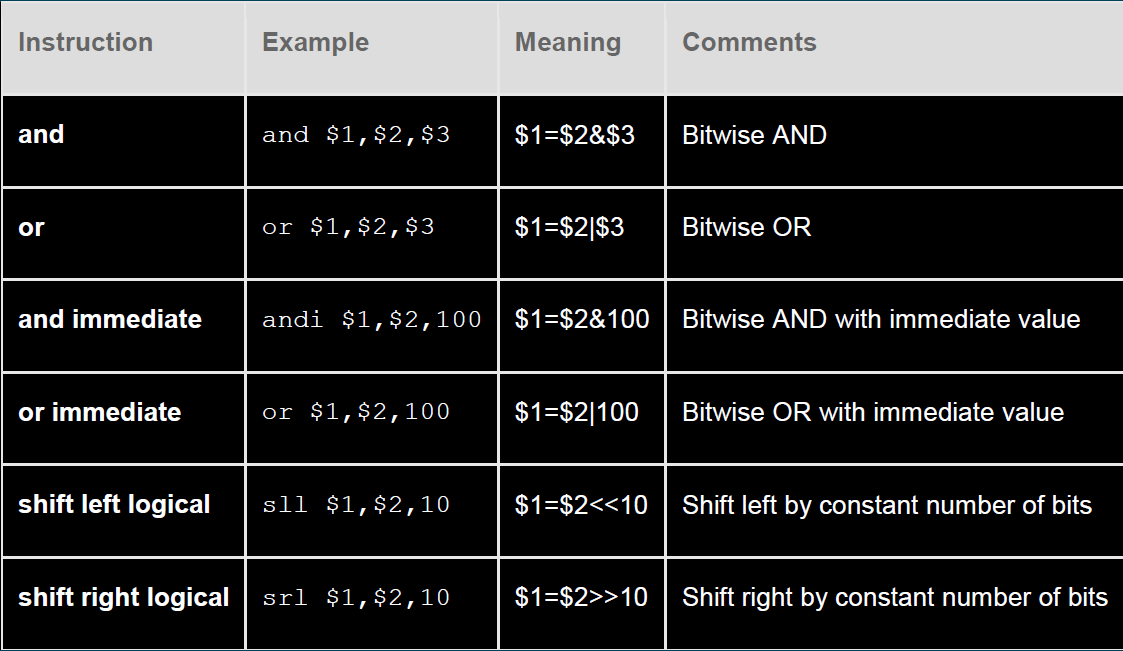 Instruction Example Meaning Comments
and and $1,$2,$3 $1=$2&$3 Bitwise AND
or or $1,$2,$3 $1=$2|$3 Bitwise OR
and immediate andi $1,$2,100 $1=$2&100 Bitwise AND with immediate value
or immediate or $1,$2,100 $1=$2|100 Bitwise OR with immediate value
shift left logical sll $1,$2,10 $1=$2<<10 Shift left by constant number of bits
shift right logical srl $1,$2,10 $1=$2>>10 Shift right by constant number of bits